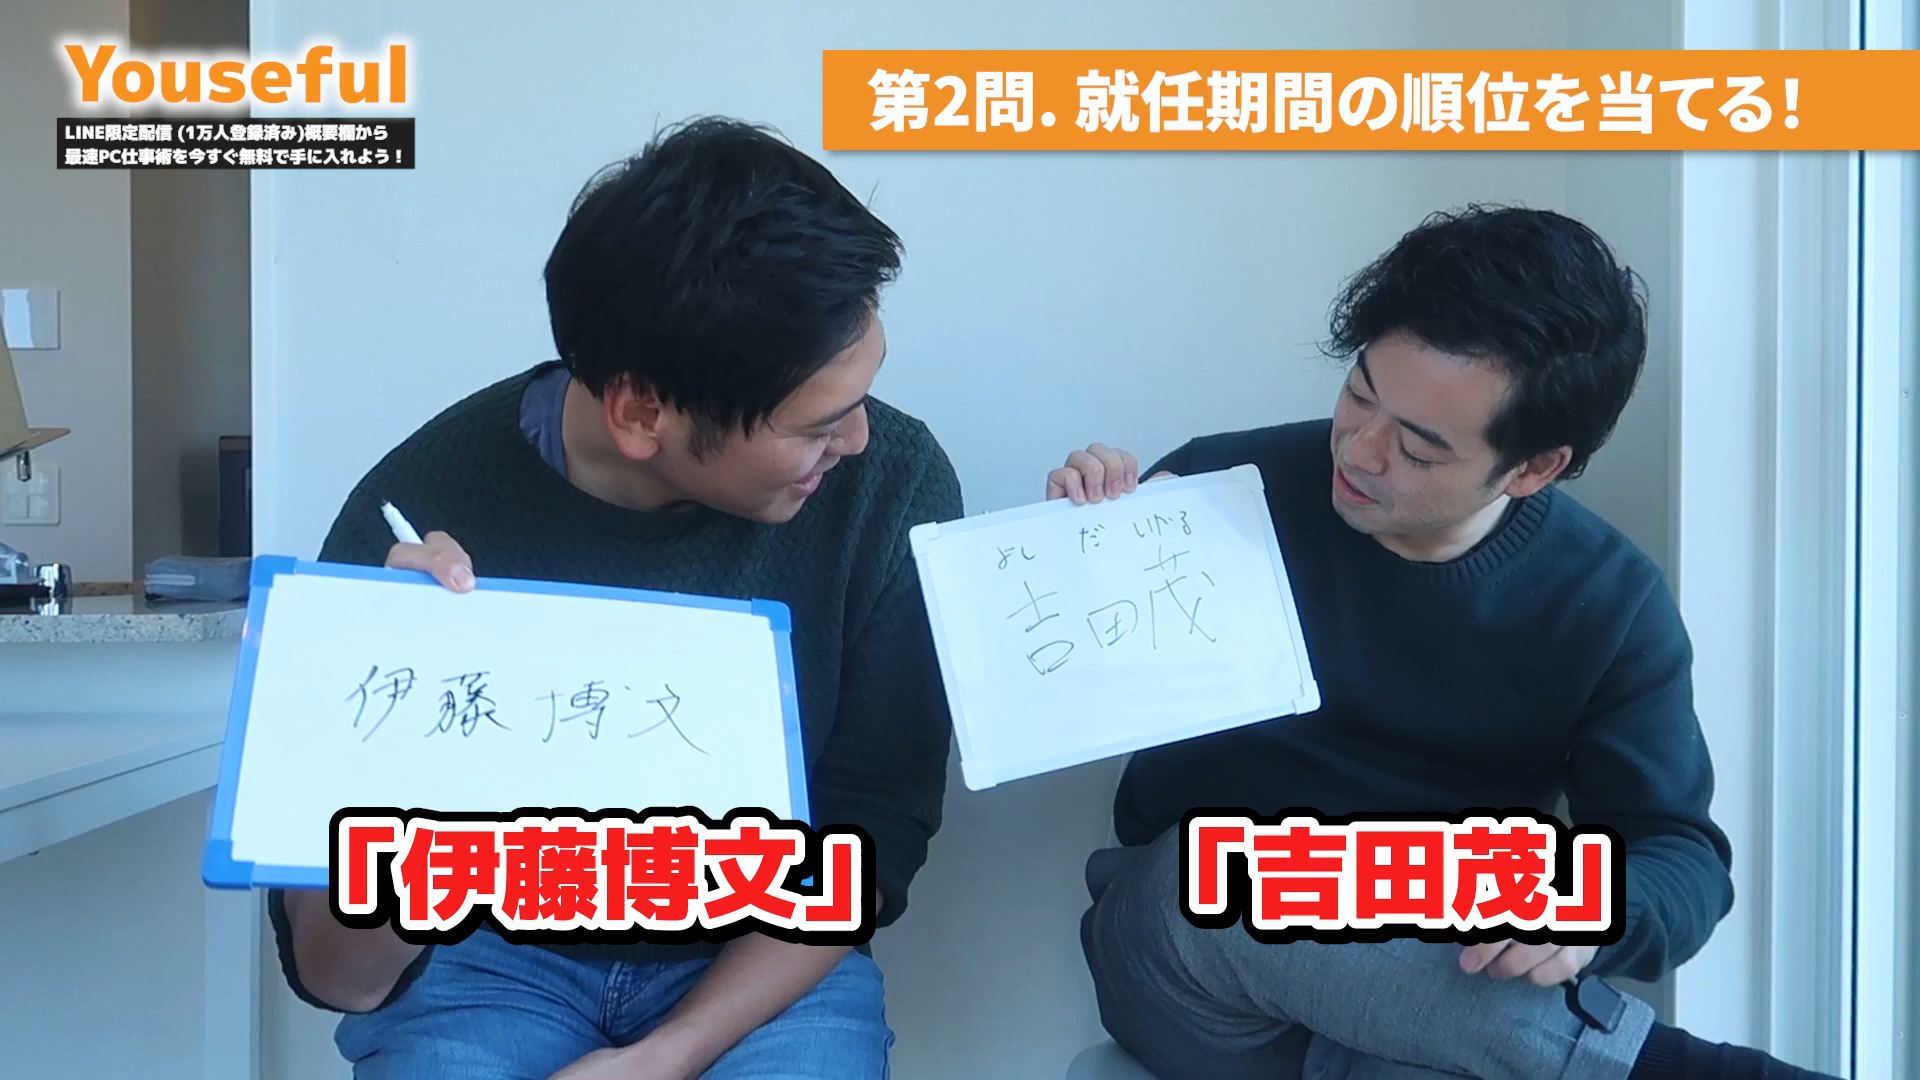 Youseful
LINE限定配信 (1万人登録済み)概要欄から
最速PC仕事術を今すぐ無料で手に入れよう！
第2問. 就任期間の順位を当てる!
よし だ しげる
吉田茂
伊藤博文
「伊藤博文」
「吉田茂」